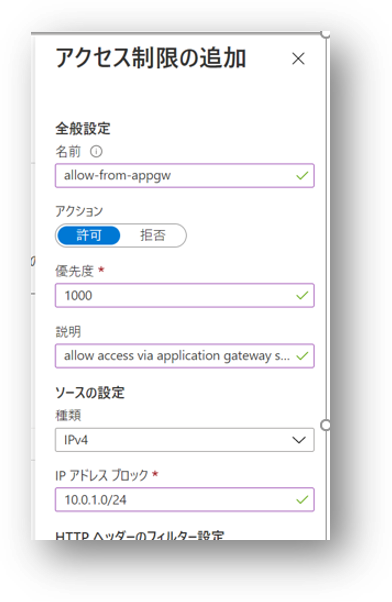 アクセス制限の追加
全般設定
名前
allow-from-appgw
アクション
許可 拒否
優先度 *
1000
説明
allow access via application gateway s...
ソースの設定
種類
IPv4
IP アドレス ブロック *
10.0.1.0/24
HTTP ヘッダーのフィルター設定